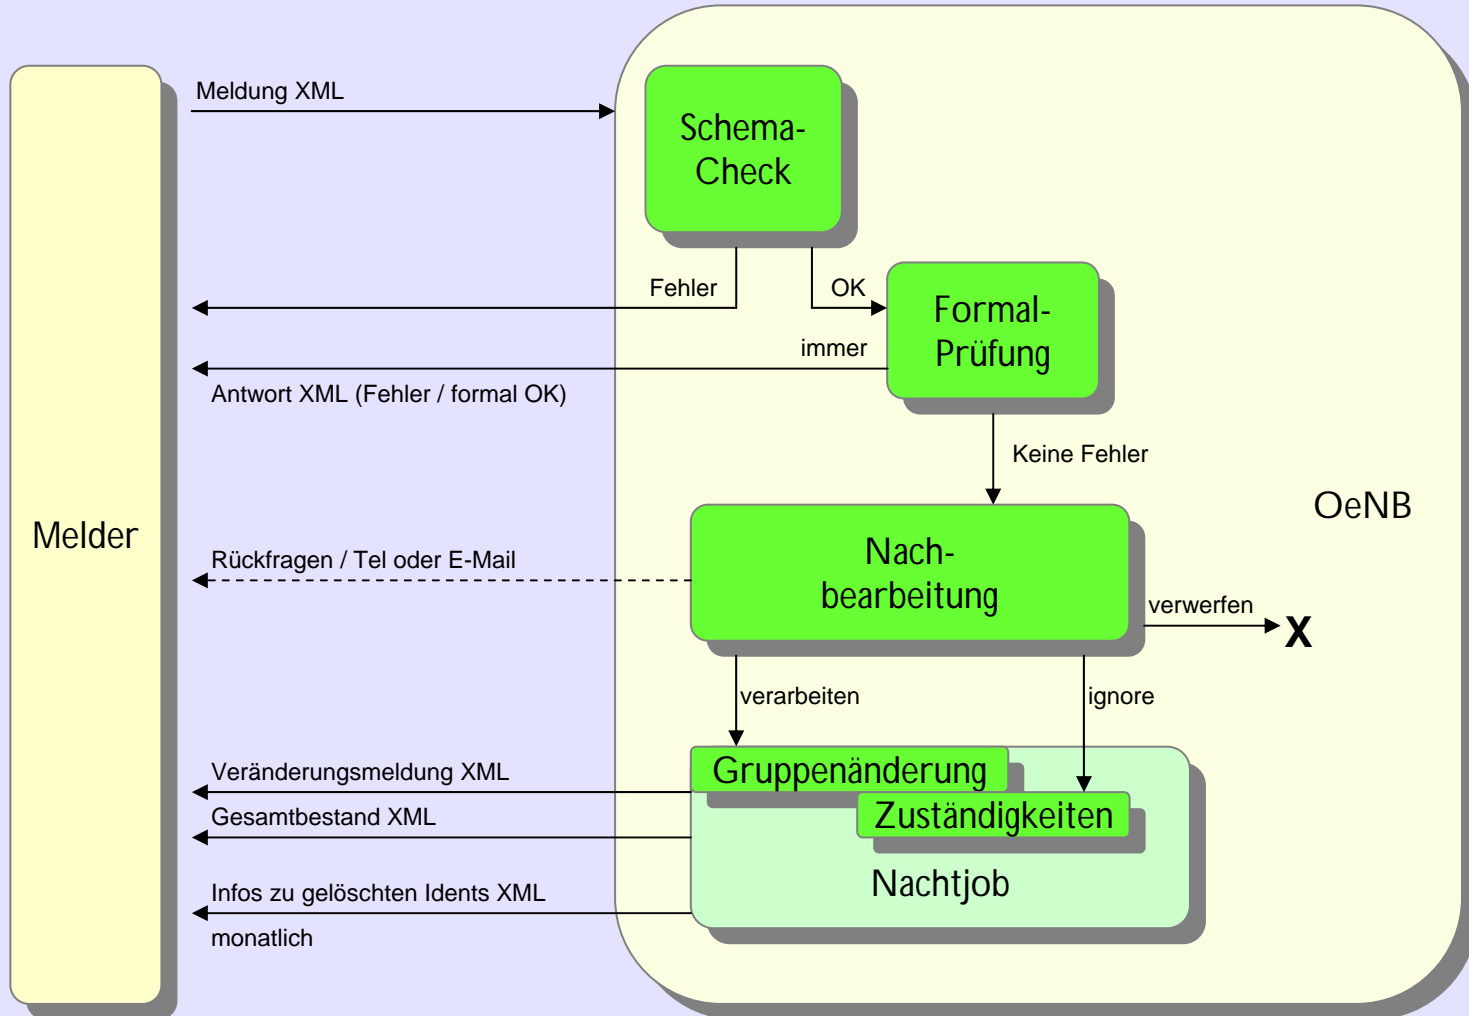 Meldung XML
Schema-
Check
Fehler
OK
Formal-
Prüfung
immer
Antwort XML (Fehler / formal OK)
Keine Fehler
OeNB
Melder
Rückfragen / Tel oder E-Mail
Nach-
bearbeitung
verwerfen
X
verarbeiten
ignore
Veränderungsmeldung XML
Gruppenänderung
Gesamtbestand XML
Zuständigkeiten
Nachtjob
Infos zu gelöschten Idents XML
monatlich